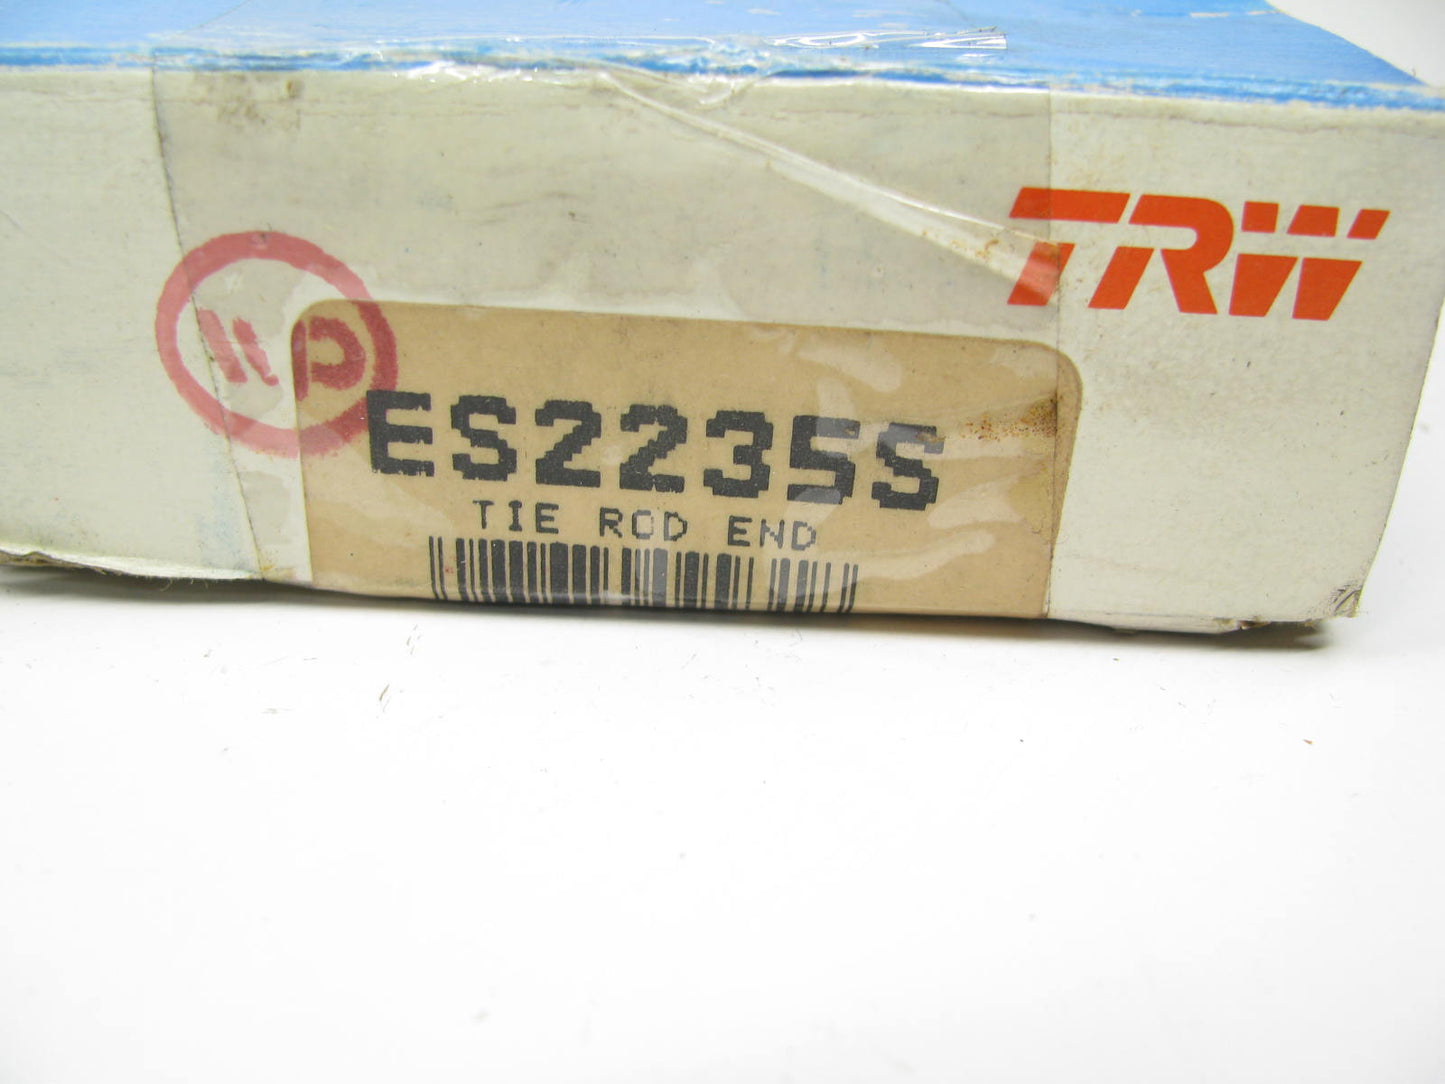 TRW
ES2235S
TIE ROD END